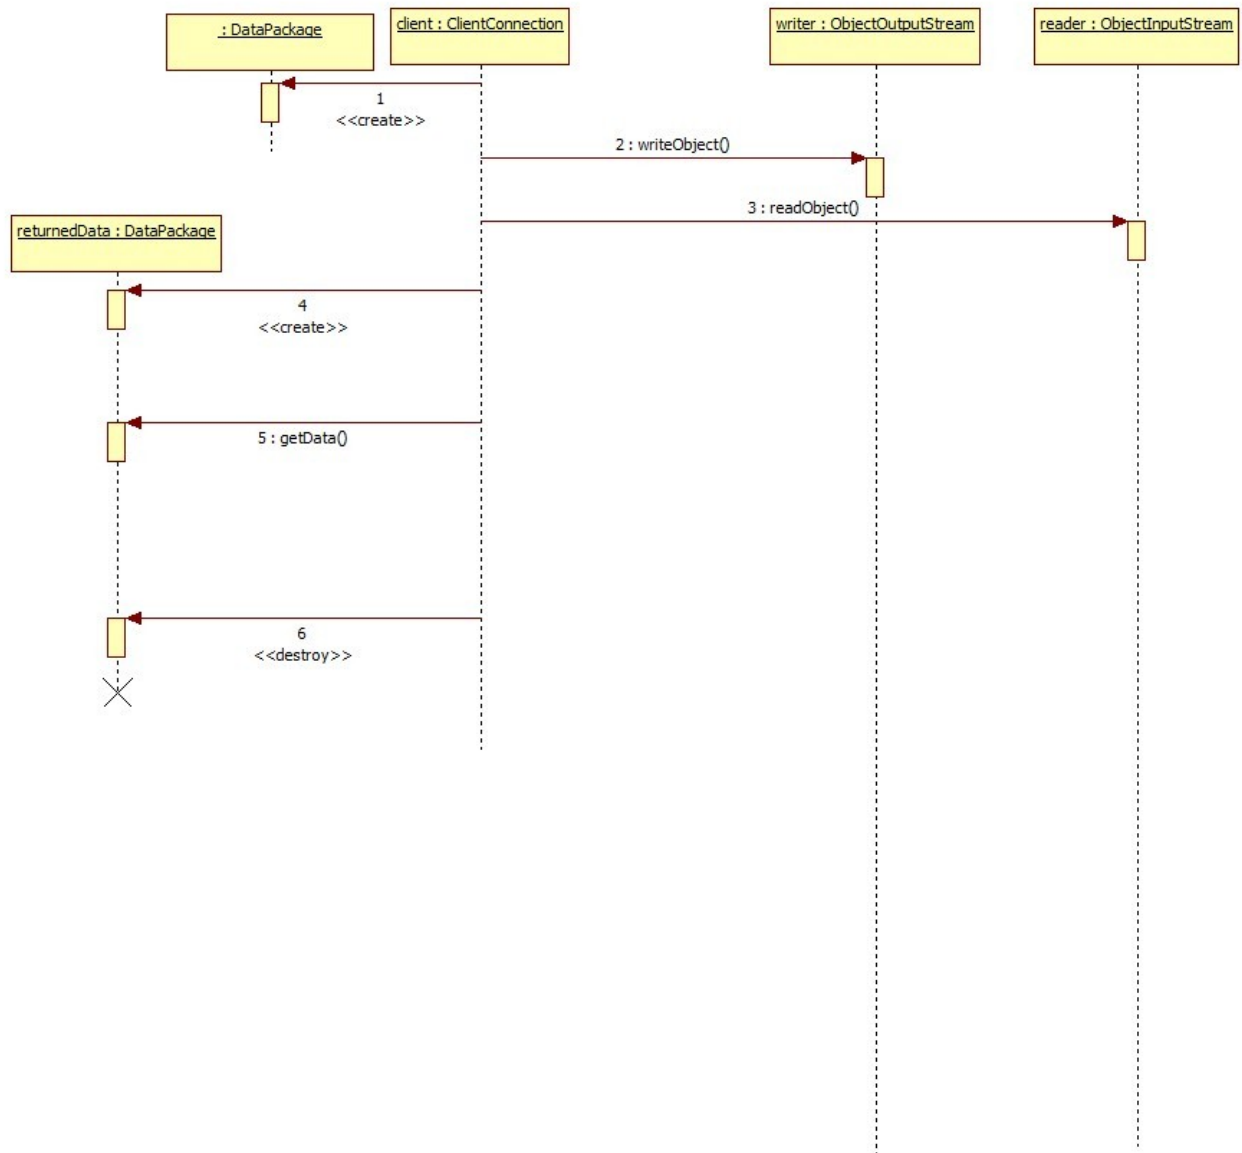 : DataPackage
client : ClientConnection
writer : ObjectOutputStream
reader : ObjectInputStream
1
<<create>>
2 : writeObject()
3 : readObject()
returnedData : DataPackage
4
<<create>>
5 : getData()
6
<<destroy>>